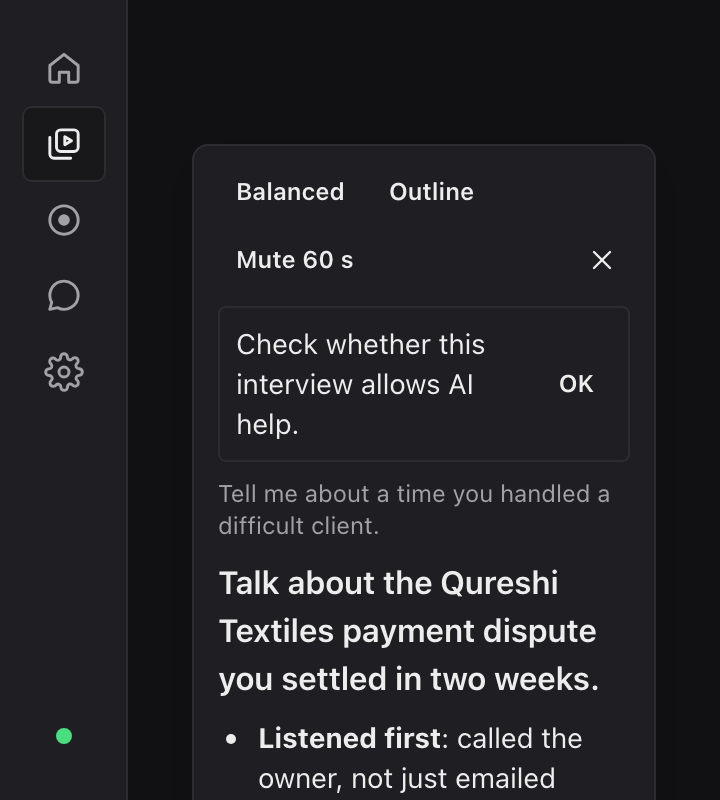 Balanced Outline
Mute 60 s
Check whether this
interview allows AI
help.
OK
Tell me about a time you handled a
difficult client.
Talk about the Qureshi
Textiles payment dispute
you settled in two weeks.
• Listened first: called the
owner, not just emailed